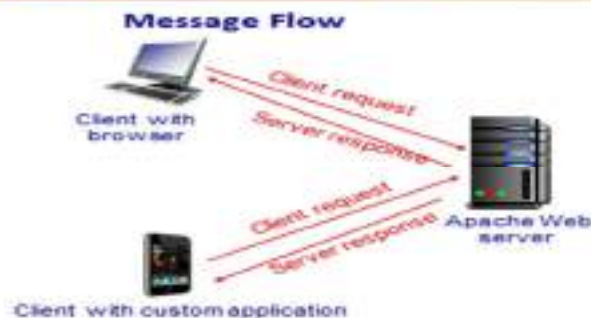 Message Flow
Client request
Client with
browser
Server response
Client request
Apache Web
server
Server response
Client with custom application